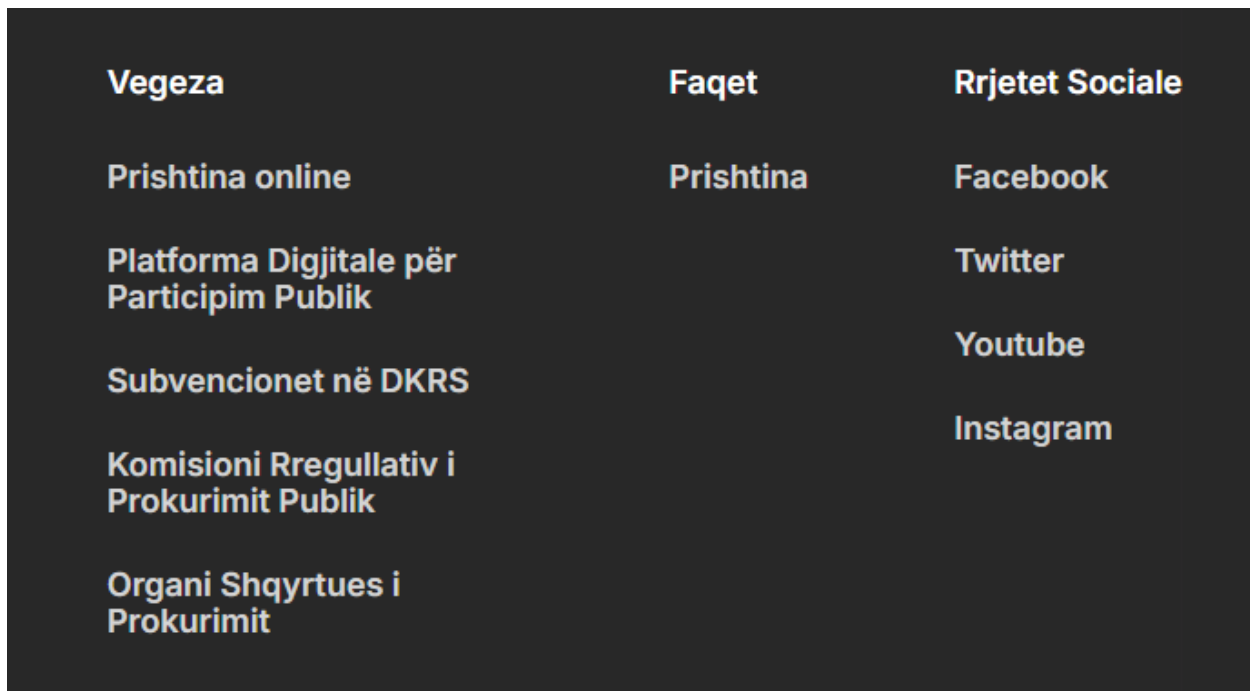 Vegeza
Prishtina online
Platforma Digjitale për
Participim Publik
Subvencionet në DKRS
Komisioni Rregullativ i
Prokurimit Publik
Organi Shqyrtues i
Prokurimit
Faqet
Prishtina
Rrjetet Sociale
Facebook
Twitter
Youtube
Instagram